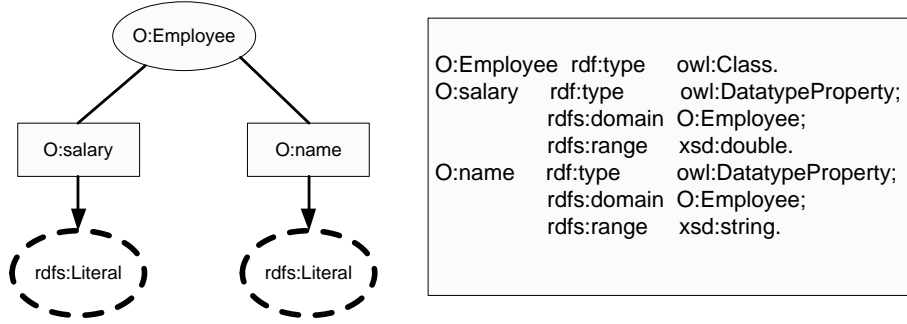 O:Employee
O:salary
O:name
rdfs:Literal
rdfs:Literal
O:Employee rdf:type owl:Class.
O:salary rdf:type owl:DatatypeProperty;
rdfs:domain O:Employee;
rdfs:range xsd:double.
O:name rdf:type owl:DatatypeProperty;
rdfs:domain O:Employee;
rdfs:range xsd:string.